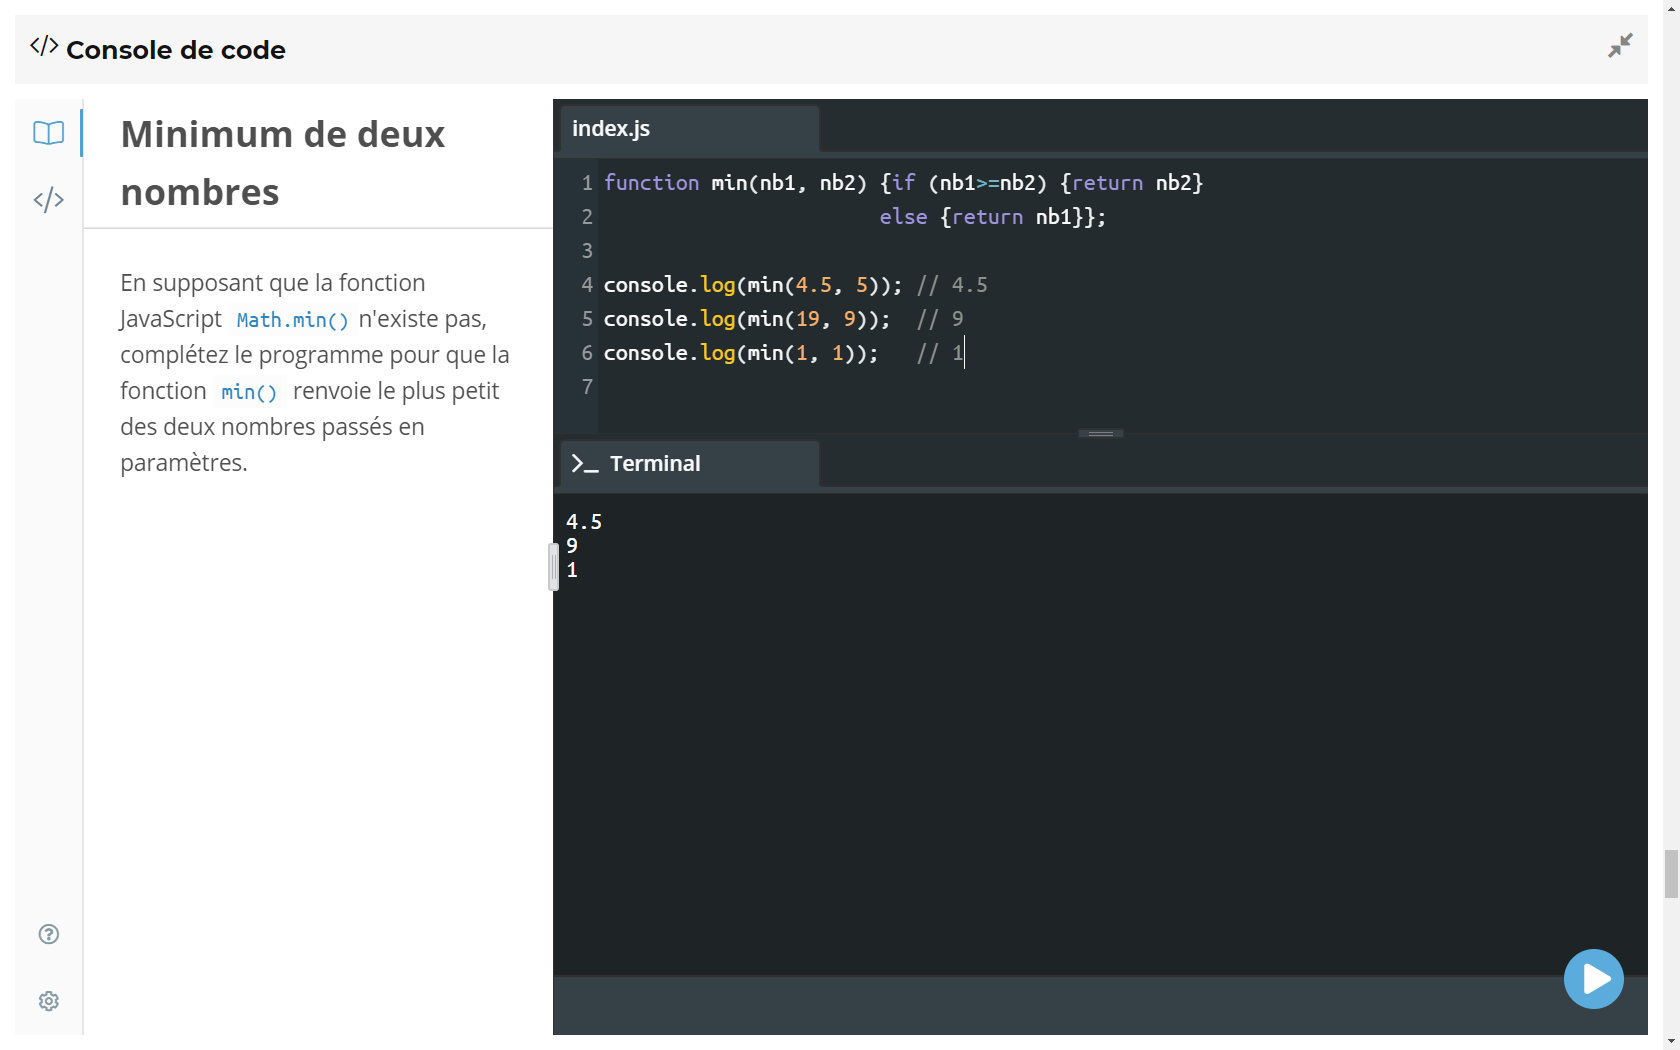 </> Console de code
Minimum de deux
nombres
En supposant que la fonction
JavaScript Math.min() n'existe pas,
complétez le programme pour que la
fonction min() renvoie le plus petit
des deux nombres passés en
paramètres.
index.js
1 function min(nb1, nb2) {if (nb1>=nb2) {return nb2}
2                        else {return nb1}};
3
4 console.log(min(4.5, 5)); // 4.5
5 console.log(min(19, 9));  // 9
6 console.log(min(1, 1));   // 1
7
>_ Terminal
4.5
9
1